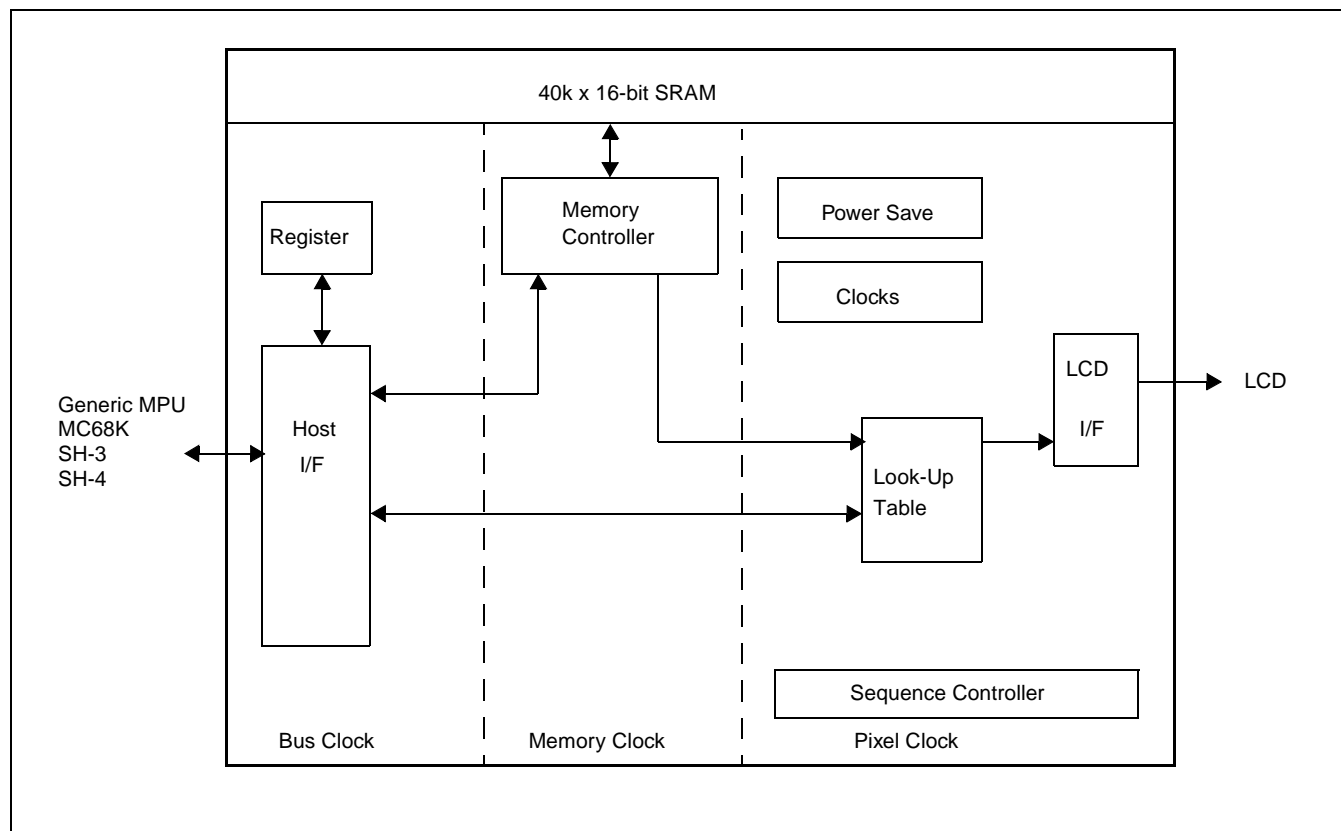 40k x 16-bit SRAM
Register
Memory
Controller
Power Save
Clocks
Generic MPU
MC68K
SH-3
SH-4
Host
I/F
Look-Up
Table
LCD
I/F
LCD
Sequence Controller
Bus Clock
Memory Clock
Pixel Clock